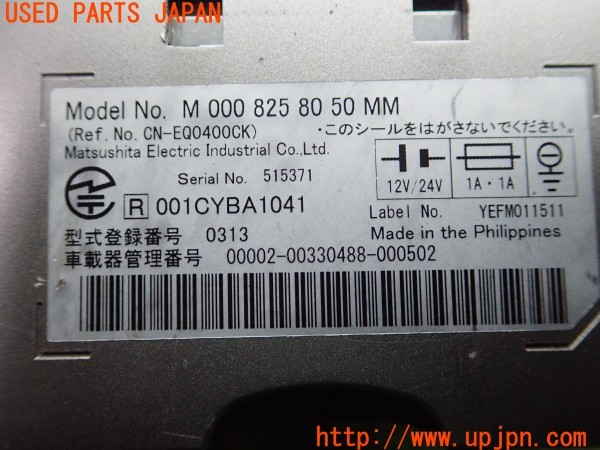 USED PARTS JAPAN
Model No. M 000 825 80 50 MM
(Ref. No. CN-EQ0400CK) ・このシールをはがさないでください。
Matsushita Electric Industrial Co., Ltd.
Serial No. 515371
12V/24V 1A・1A
R 001CYBA1041
Label No. YEFM011511
型式登録番号 0313 Made in the Philippines
車載器管理番号 00002-00330488-000502
http://www.upjpn.com/